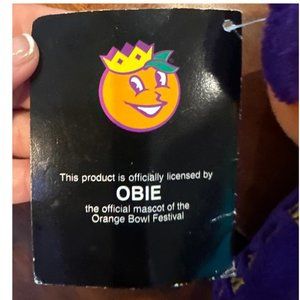 This product is officially licensed by
OBIE
the official mascot of the
Orange Bowl Festival